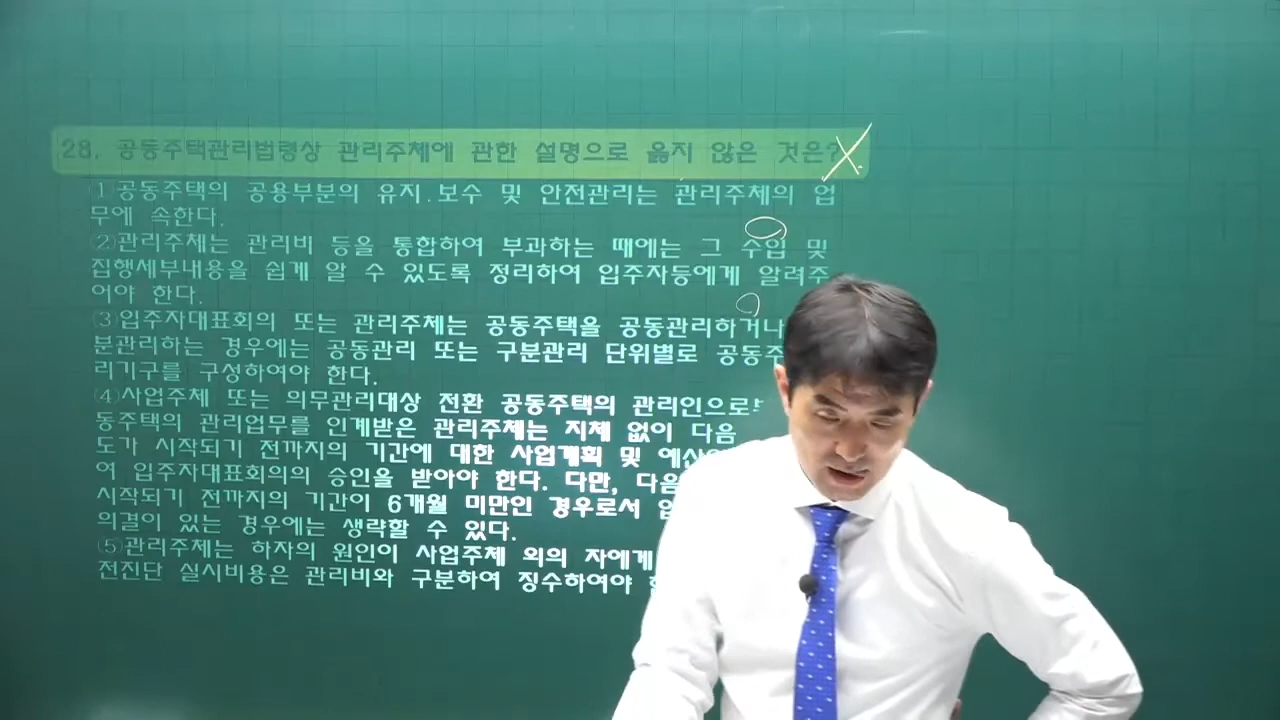 28. 공동주택관리법령상 관리주체에 관한 설명으로 옳지 않은 것은?
(1)공동주택의 공용부분의 유지.보수 및 안전관리는 관리주체의 업
무에 속한다.
(2)관리주체는 관리비 등을 통합하여 부과하는 때에는 그 수입 및
집행세부내용을 쉽게 알 수 있도록 정리하여 입주자등에게 알려주
어야 한다.
(3)입주자대표회의 또는 관리주체는 공동주택을 공동관리하거나
분관리하는 경우에는 공동관리 또는 구분관리 단위별로 공동주
리기구를 구성하여야 한다.
(4)사업주체 또는 의무관리대상 전환 공동주택의 관리인으로부
동주택의 관리업무를 인계받은 관리주체는 지체 없이 다음
도가 시작되기 전까지의 기간에 대한 사업계획 및 예산
여 입주자대표회의의 승인을 받아야 한다. 다만, 다음
시작되기 전까지의 기간이 6개월 미만인 경우로서
의결이 있는 경우에는 생략할 수 있다.
(5)관리주체는 하자의 원인이 사업주체 외의 자에게
전진단 실시비용은 관리비와 구분하여 징수하여야